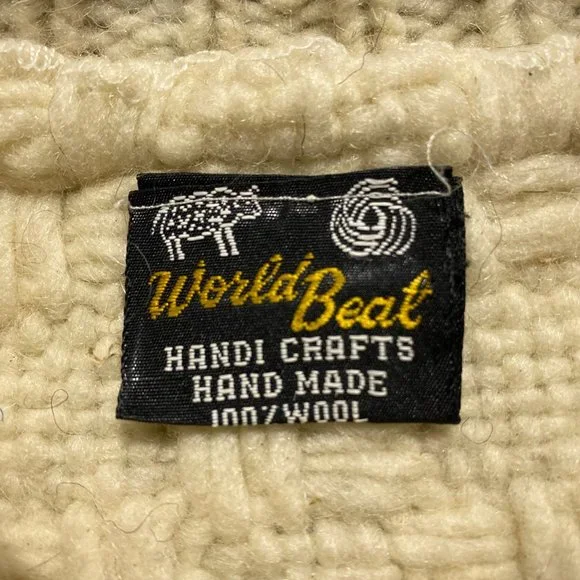 World Beat
HANDI CRAFTS
HAND MADE
100% WOOL